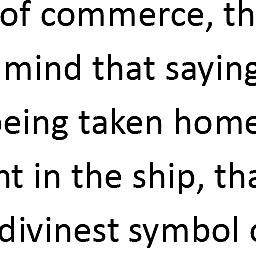 of commerce, th
mind that saying
being taken home
nt in the ship, tha
divinest symbol